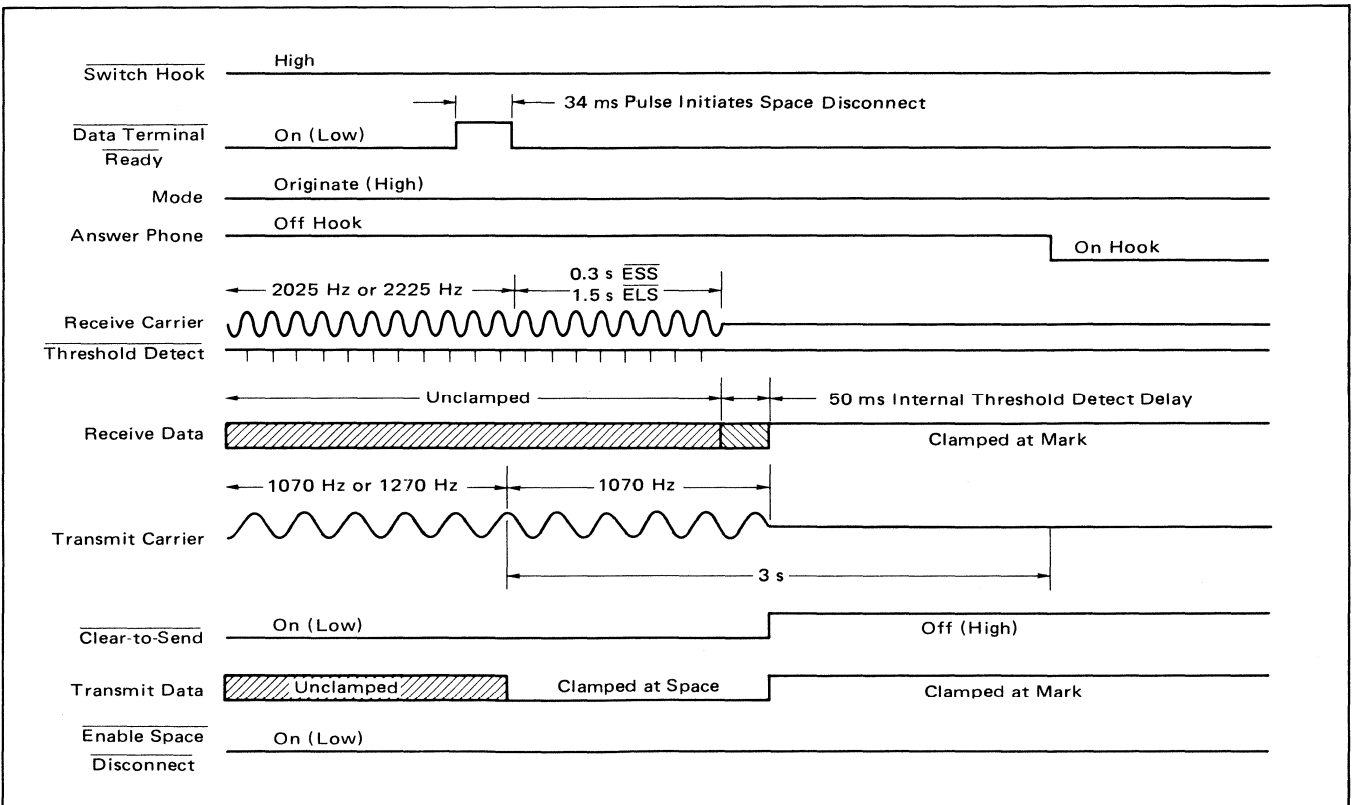 Switch Hook
High
34 ms Pulse Initiates Space Disconnect
Data Terminal
Ready
On (Low)
Mode
Originate (High)
Answer Phone
Off Hook
On Hook
2025 Hz or 2225 Hz
0.3 s ESS
1.5 s ELS
Receive Carrier
Threshold Detect
Unclamped
50 ms Internal Threshold Detect Delay
Receive Data
Clamped at Mark
1070 Hz or 1270 Hz
1070 Hz
Transmit Carrier
3 s
Clear-to-Send
On (Low)
Off (High)
Transmit Data
Unclamped
Clamped at Space
Clamped at Mark
Enable Space
Disconnect
On (Low)